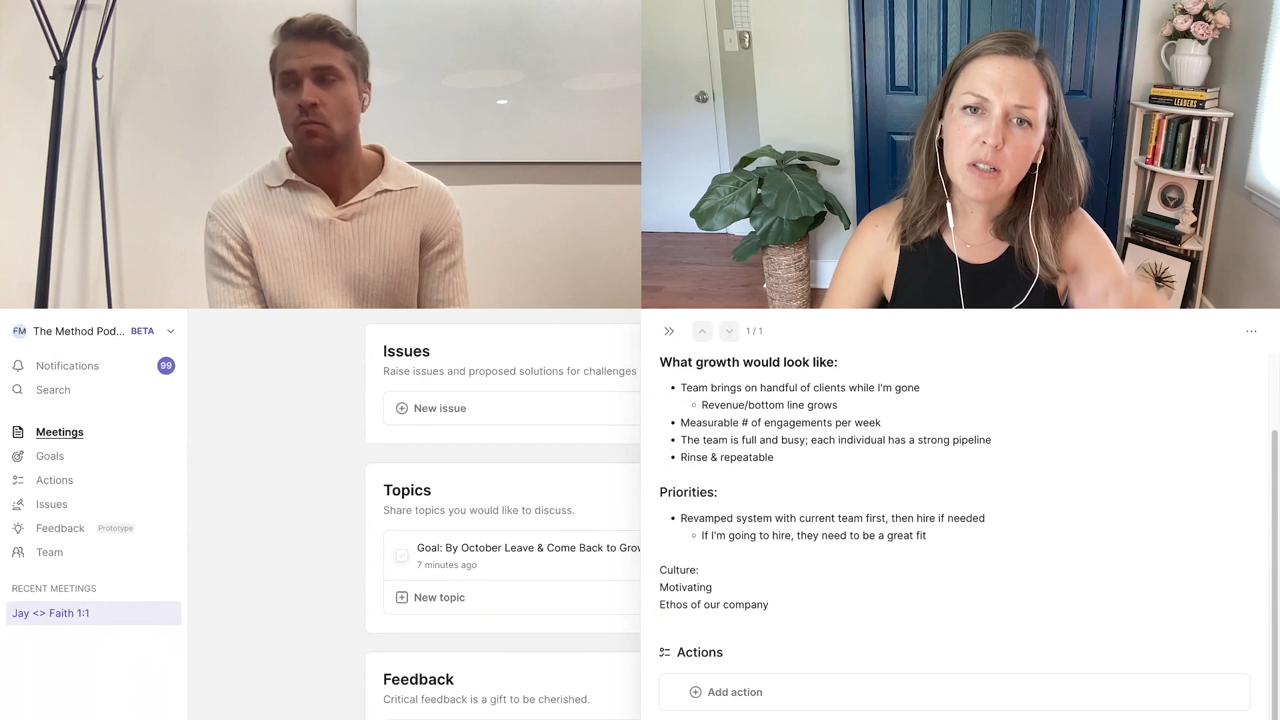 LEADERS
FM The Method Pod... BETA
Notifications 99
Search
Meetings
Goals
Actions
Issues
Feedback Prototype
Team
RECENT MEETINGS
Jay <> Faith 1:1
Issues
Raise issues and proposed solutions for challenges
New issue
Topics
Share topics you would like to discuss.
Goal: By October Leave & Come Back to Grow
7 minutes ago
New topic
Feedback
Critical feedback is a gift to be cherished.
1 / 1
What growth would look like:
• Team brings on handful of clients while I'm gone
◦ Revenue/bottom line grows
• Measurable # of engagements per week
• The team is full and busy; each individual has a strong pipeline
• Rinse & repeatable
Priorities:
• Revamped system with current team first, then hire if needed
◦ If I'm going to hire, they need to be a great fit
Culture:
Motivating
Ethos of our company
Actions
Add action